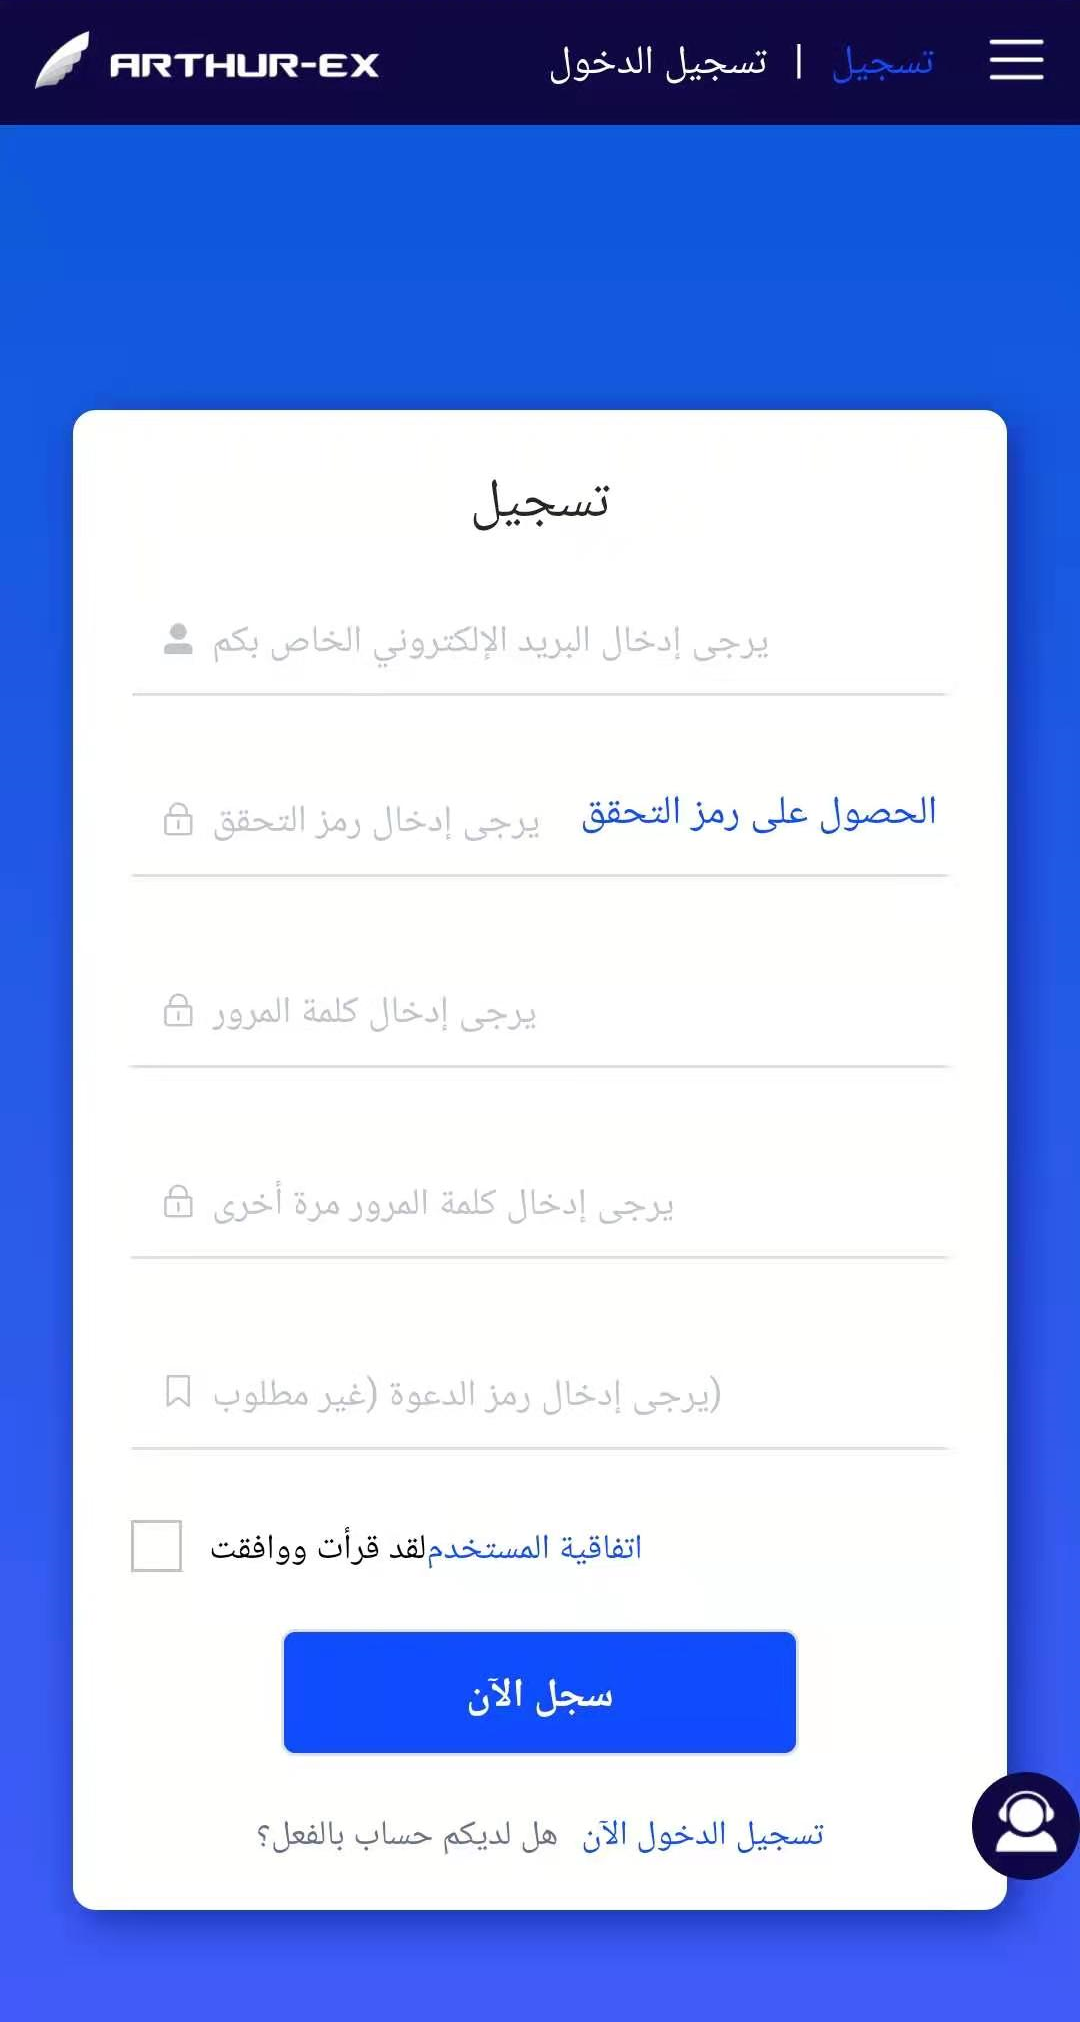 ARTHUR-EX
تسجيل | تسجيل الدخول
تسجيل
يرجى إدخال البريد الإلكتروني الخاص بكم
يرجى إدخال رمز التحقق
الحصول على رمز التحقق
يرجى إدخال كلمة المرور
يرجى إدخال كلمة المرور مرة أخرى
(يرجى إدخال رمز الدعوة (غير مطلوب
لقد قرأت ووافقت اتفاقية المستخدم
سجل الآن
هل لديكم حساب بالفعل؟ تسجيل الدخول الآن